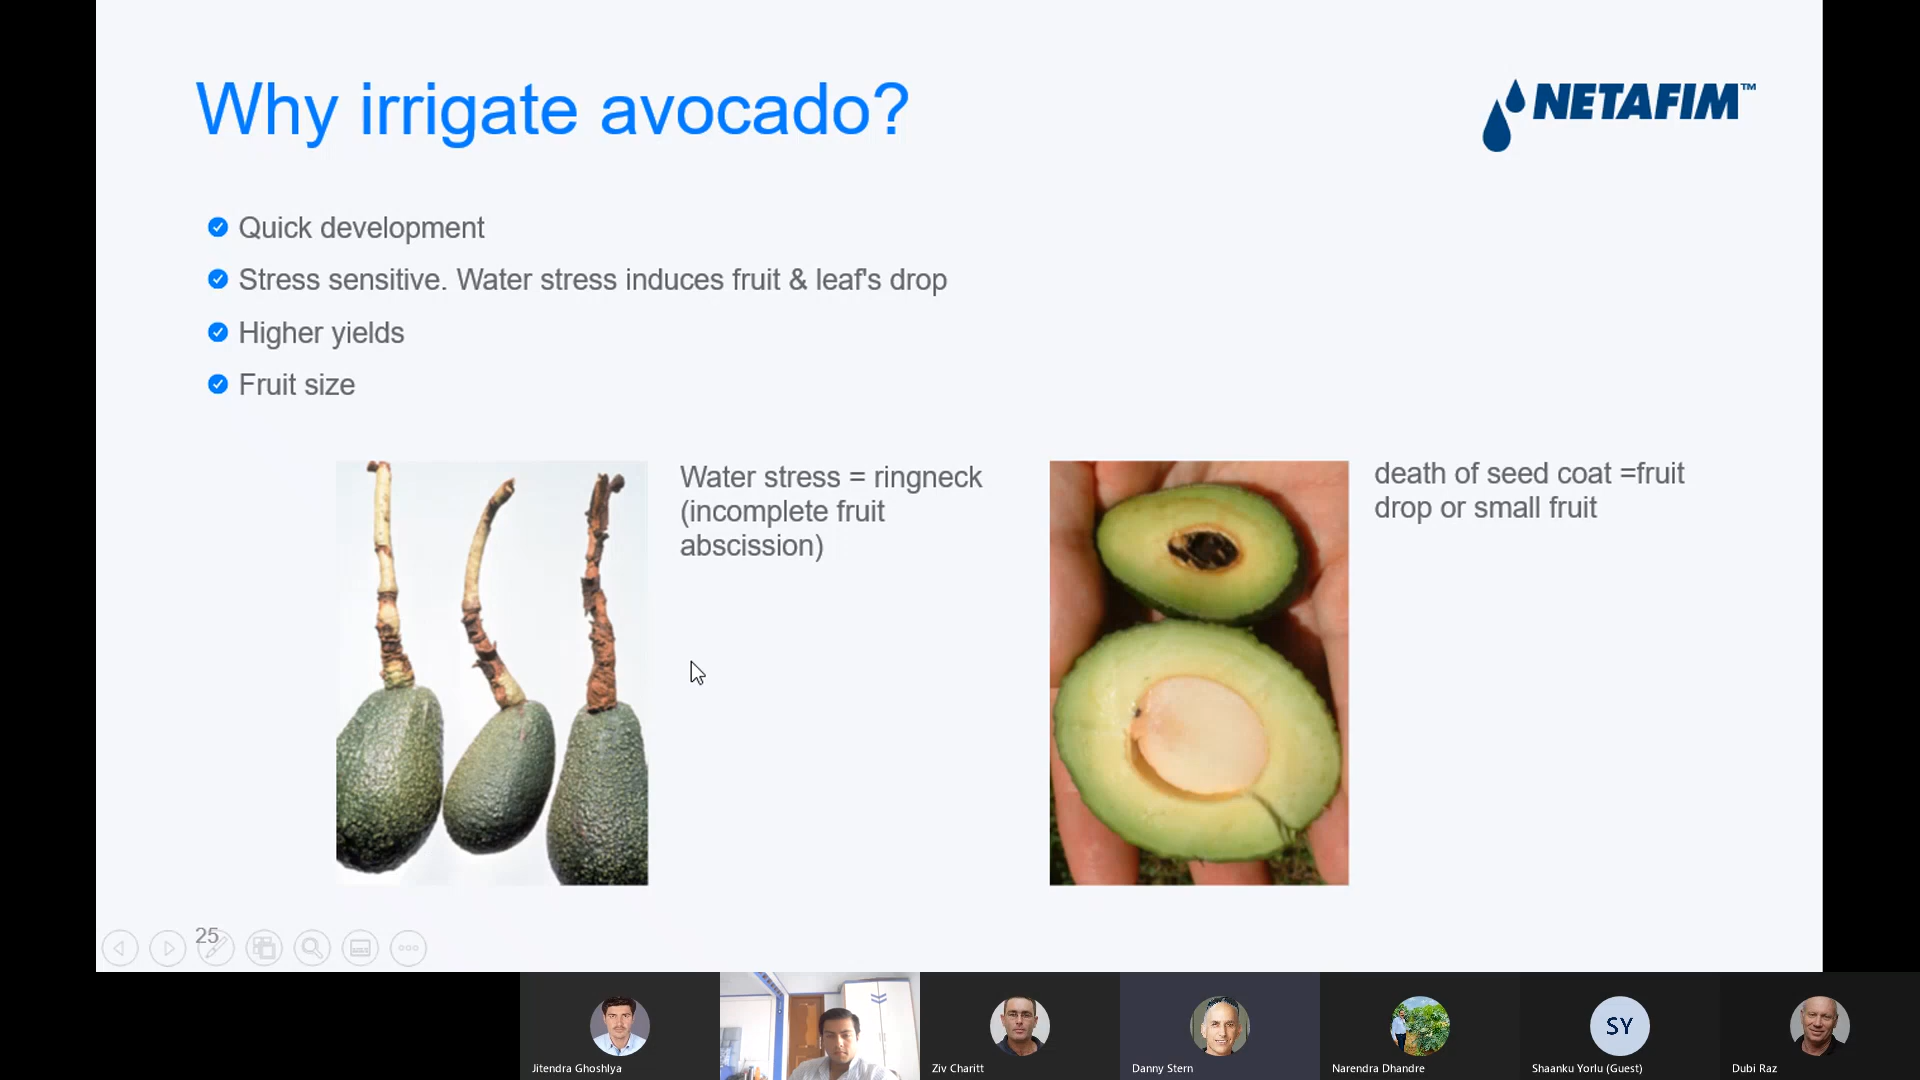 Why irrigate avocado?
NETAFIM™
Quick development
Stress sensitive. Water stress induces fruit & leaf's drop
Higher yields
Fruit size
Water stress = ringneck
(incomplete fruit
abscission)
death of seed coat =fruit
drop or small fruit
25
Jitendra Ghoshlya
Ziv Charitt
Danny Stern
Narendra Dhandre
SY
Shaanku Yorlu (Guest)
Dubi Raz